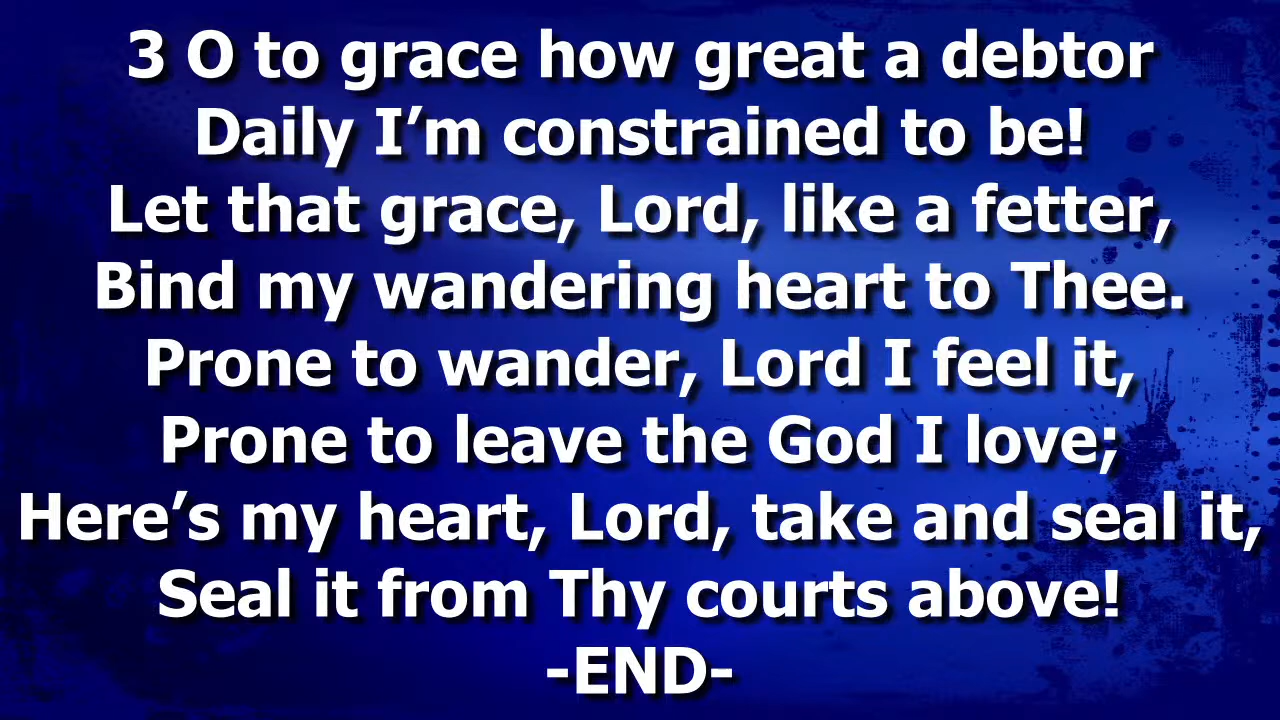 3 O to grace how great a debtor
Daily I’m constrained to be!
Let that grace, Lord, like a fetter,
Bind my wandering heart to Thee.
Prone to wander, Lord I feel it,
Prone to leave the God I love;
Here’s my heart, Lord, take and seal it,
Seal it from Thy courts above!
-END-